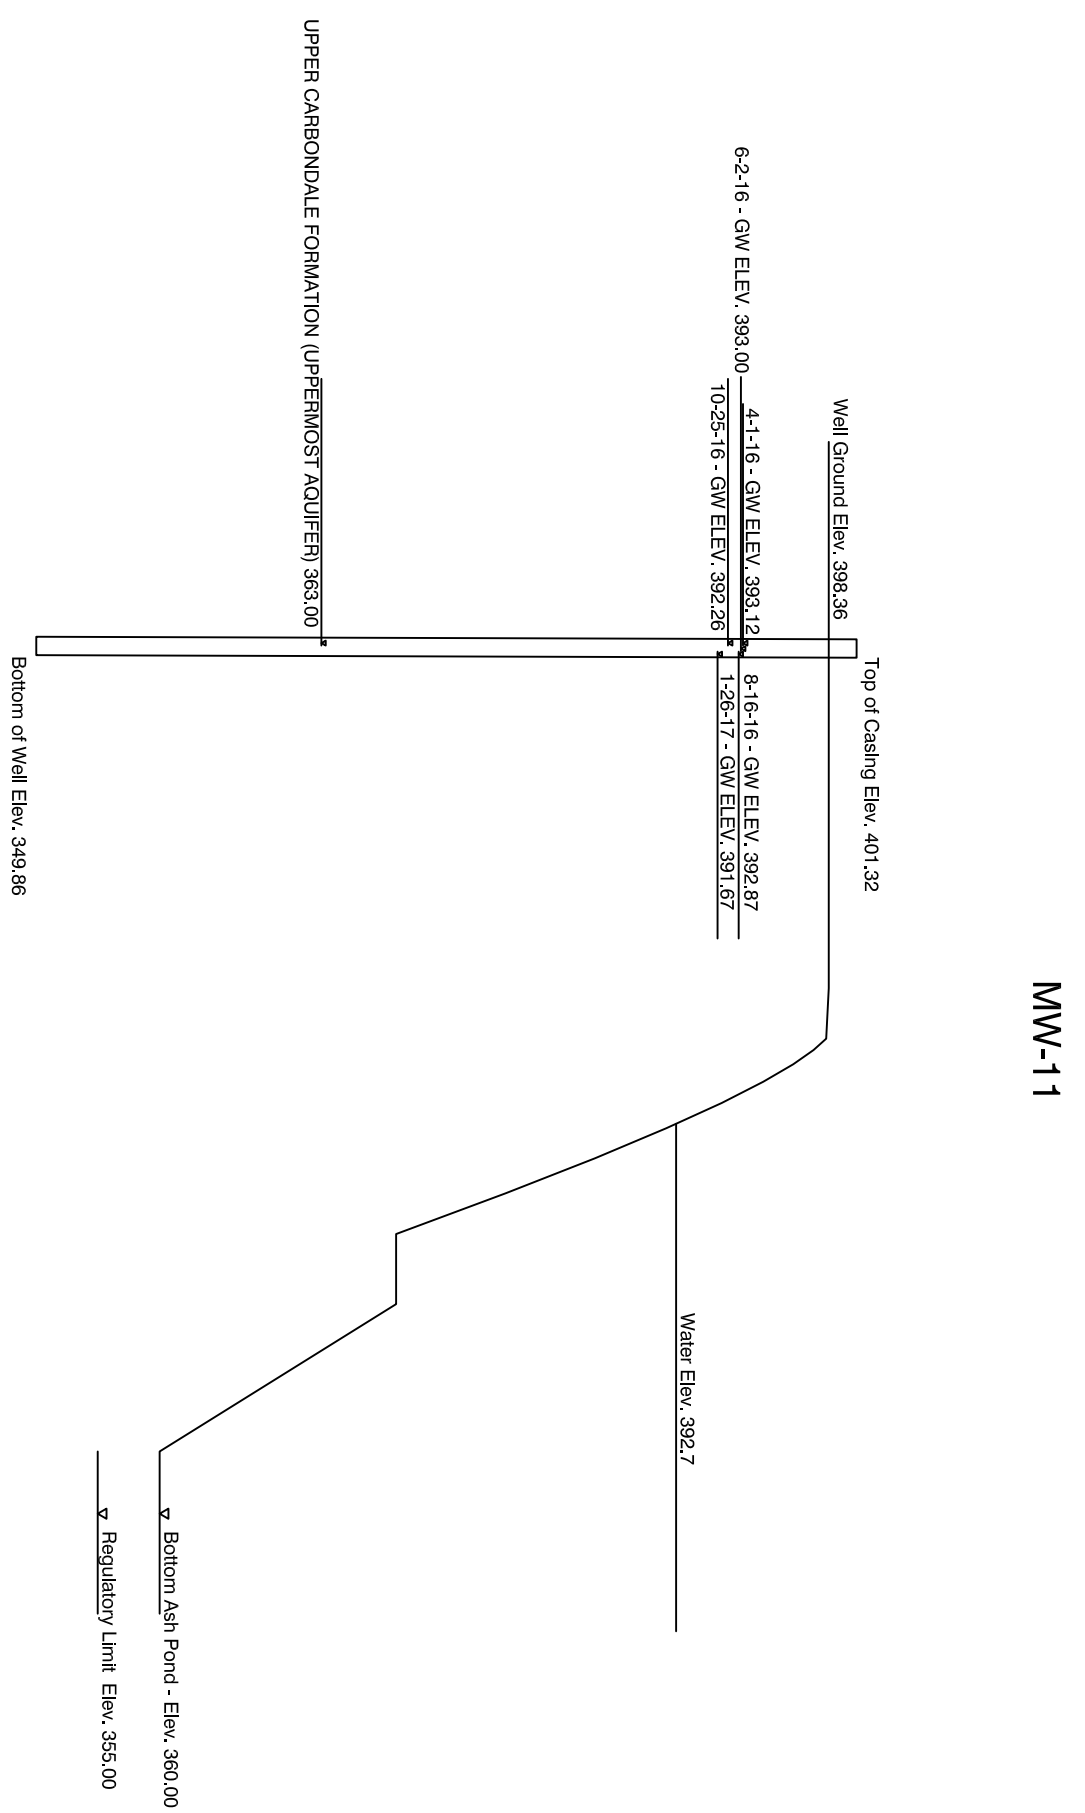 MW-11
Top of Casing Elev. 401.32
Well Ground Elev. 398.36
4-1-16 - GW ELEV. 393.12
6-2-16 - GW ELEV. 393.00
8-16-16 - GW ELEV. 392.87
10-25-16 - GW ELEV. 392.26
1-26-17 - GW ELEV. 391.67
Water Elev. 392.7
UPPER CARBONDALE FORMATION (UPPERMOST AQUIFER) 363.00
Bottom Ash Pond - Elev. 360.00
Regulatory Limit Elev. 355.00
Bottom of Well Elev. 349.86